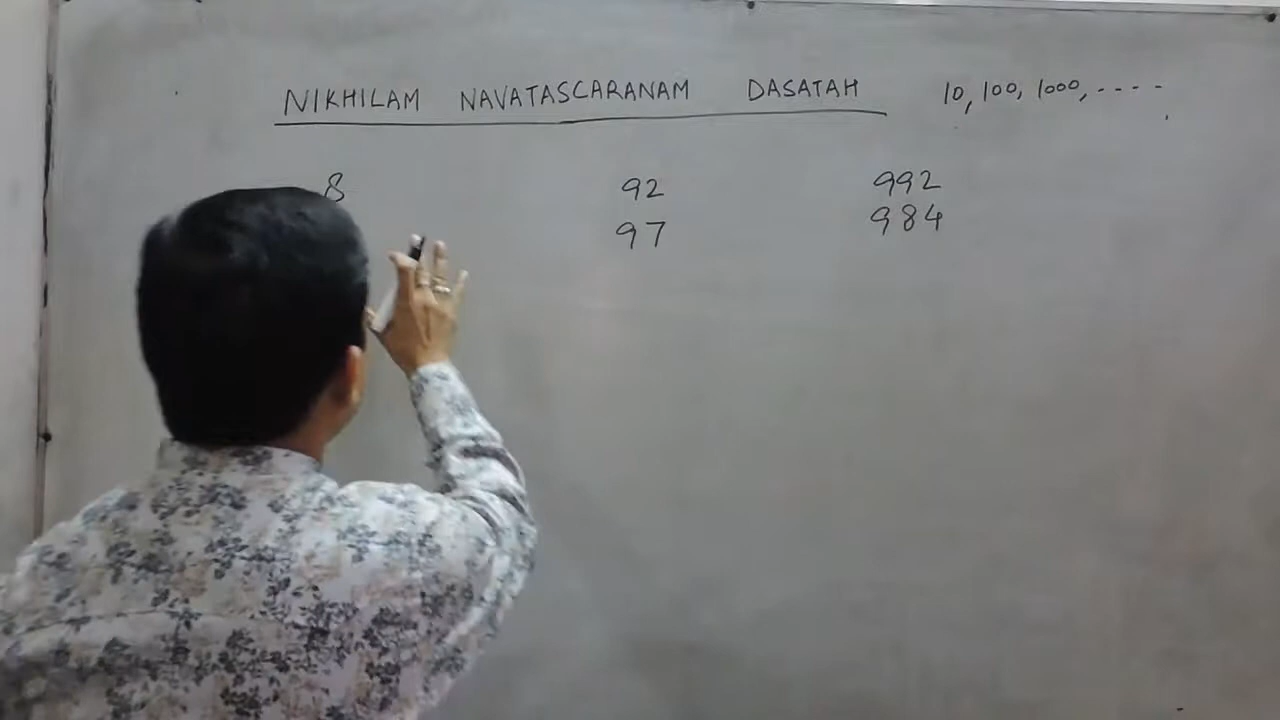 NIKHILAM NAVATASCARANAM DASATAH 10, 100, 1000, - - - -
8 92 992
97 984